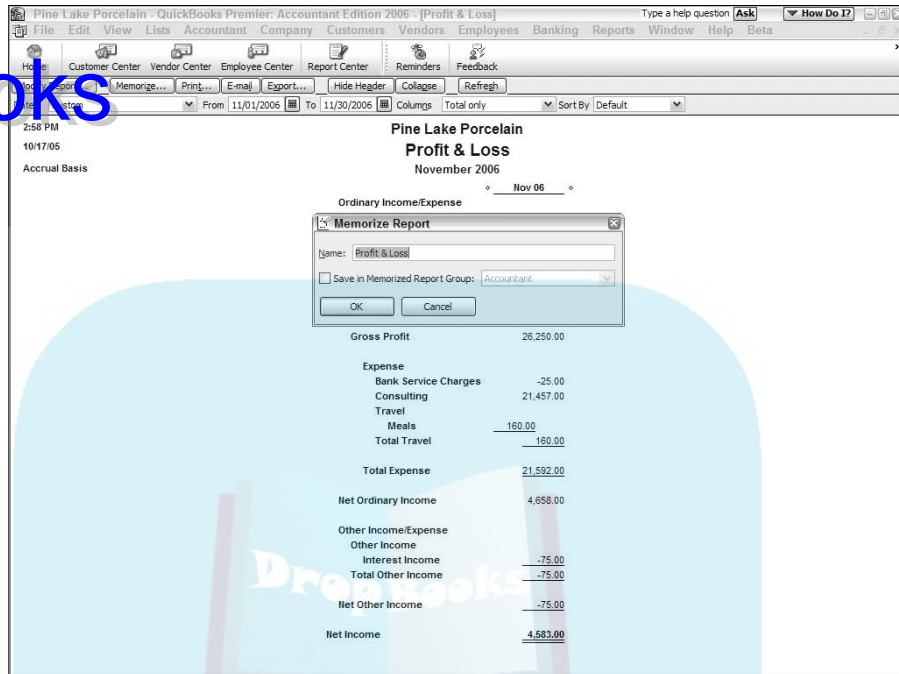 Pine Lake Porcelain - QuickBooks Premier: Accountant Edition 2006 - [Profit & Loss]
Type a help question Ask How Do I?
File Edit View Lists Accountant Company Customers Vendors Employees Banking Reports Window Help Beta
Home Customer Center Vendor Center Employee Center Report Center Reminders Feedback
oks
Memorize... Print... E-mail Export... Hide Header Collapse Refresh
From 11/01/2006 To 11/30/2006 Columns Total only Sort By Default
2:58 PM
10/17/05
Accrual Basis
Pine Lake Porcelain
Profit & Loss
November 2006
Nov 06
Ordinary Income/Expense
Memorize Report
Name: Profit & Loss
Save in Memorized Report Group: Accountant
OK Cancel
Gross Profit 26,250.00
Expense
Bank Service Charges -25.00
Consulting 21,457.00
Travel
Meals 160.00
Total Travel 160.00
Total Expense 21,592.00
Net Ordinary Income 4,658.00
Other Income/Expense
Other Income
Interest Income -75.00
Total Other Income -75.00
DropBooks
Net Other Income -75.00
Net Income 4,583.00